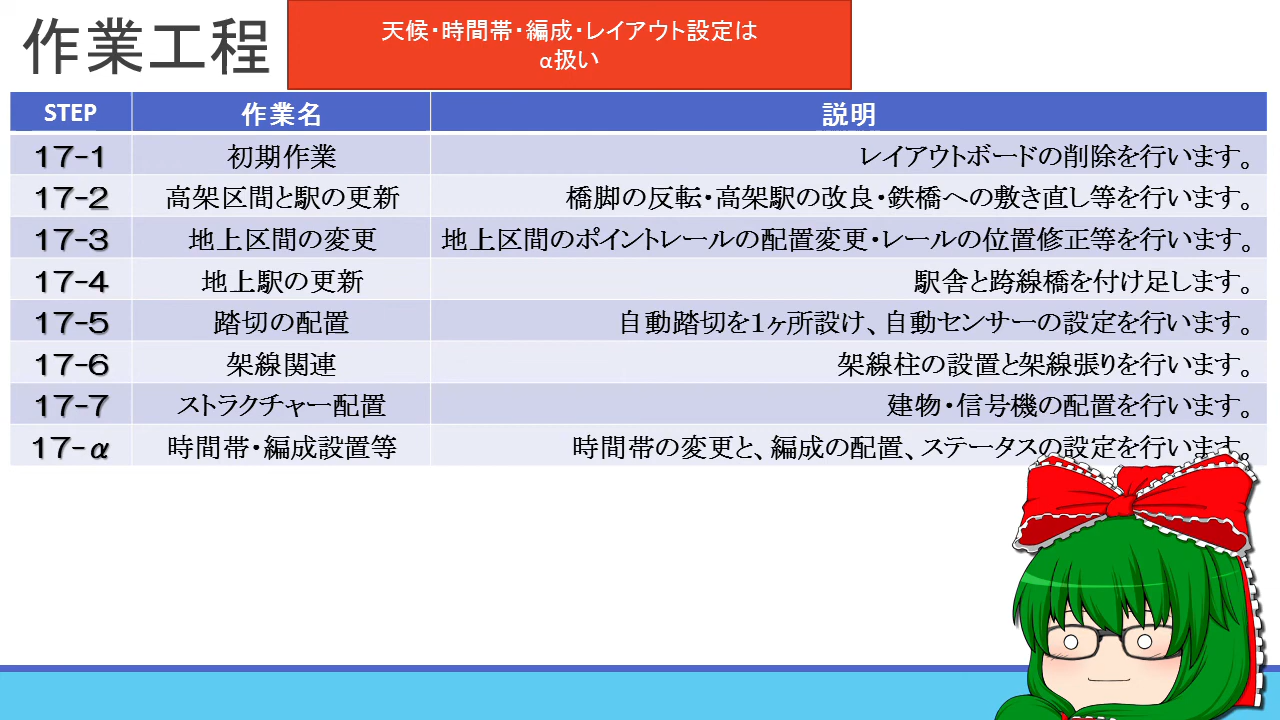 作業工程
天候・時間帯・編成・レイアウト設定は
α扱い
STEP 作業名 説明
17-1 初期作業 レイアウトボードの削除を行います。
17-2 高架区間と駅の更新 橋脚の反転・高架駅の改良・鉄橋への敷き直し等を行います。
17-3 地上区間の変更 地上区間のポイントレールの配置変更・レールの位置修正等を行います。
17-4 地上駅の更新 駅舎と跨線橋を付け足します。
17-5 踏切の配置 自動踏切を1ヶ所設け、自動センサーの設定を行います。
17-6 架線関連 架線柱の設置と架線張りを行います。
17-7 ストラクチャー配置 建物・信号機の配置を行います。
17-α 時間帯・編成設置等 時間帯の変更と、編成の配置、ステータスの設定を行います。